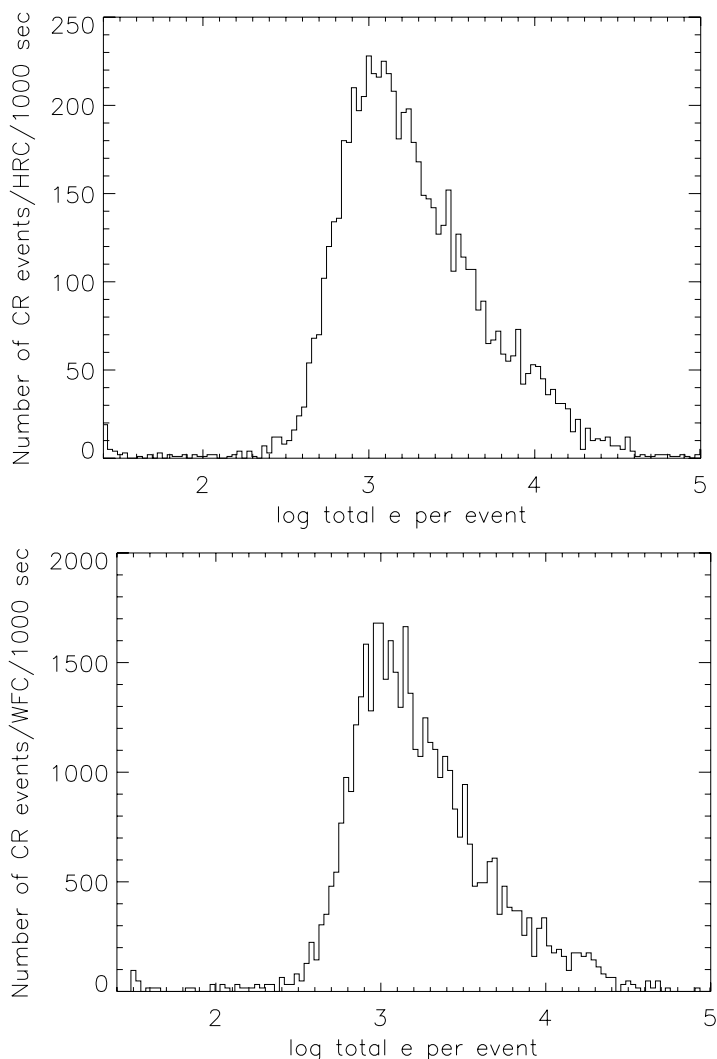 250
200
150
100
50
0
Number of CR events/HRC/1000 sec
2 3 4 5
log total e per event
2000
1500
1000
500
0
Number of CR events/WFC/1000 sec
2 3 4 5
log total e per event